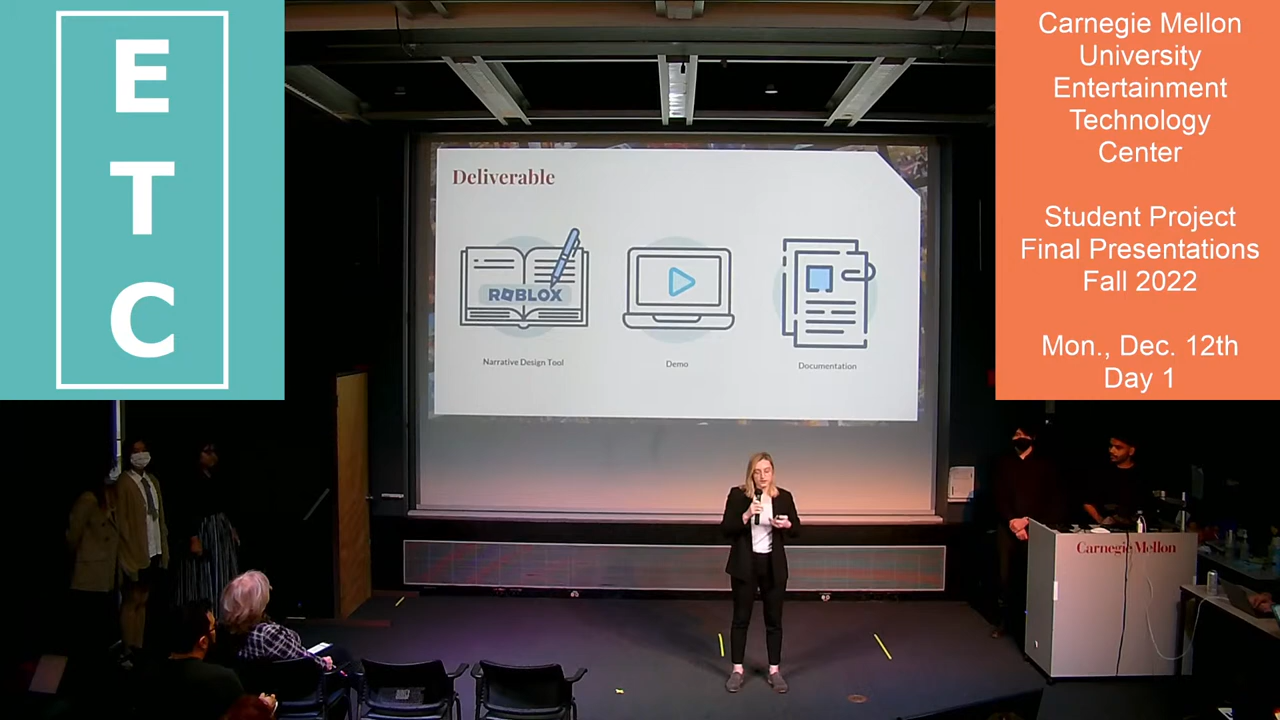 E
T
C
Carnegie Mellon
University
Entertainment
Technology
Center
Student Project
Final Presentations
Fall 2022
Mon., Dec. 12th
Day 1
Deliverable
ROBLOX
Narrative Design Tool
Demo
Documentation
Carnegie Mellon